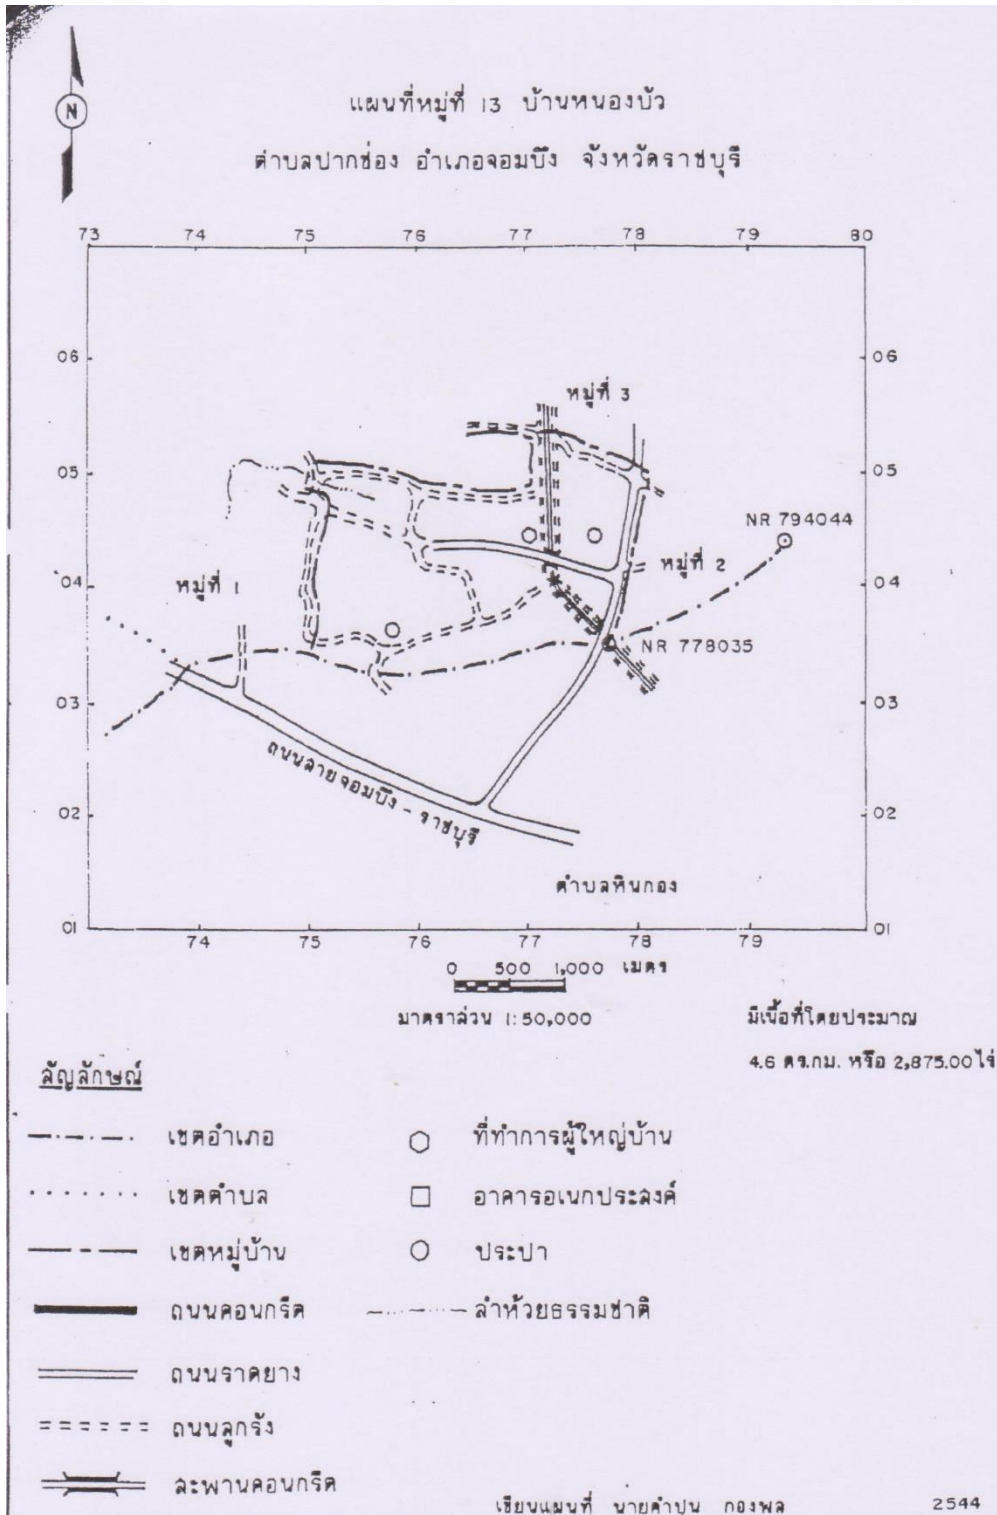 N
แผนที่หมู่ที่ 13 บ้านหนองบัว
ตำบลปากช่อง อำเภอจอมบึง จังหวัดราชบุรี
73 74 75 76 77 78 79 80
06 06
หมู่ที่ 3
05 05
NR 794044
หมู่ที่ 1 หมู่ที่ 2
04 04
NR 778035
03 03
ถนนสายจอมบึง - ราชบุรี
02 02
ตำบลหินกอง
01 01
74 75 76 77 78 79
0 500 1,000 เมตร
มาตราส่วน 1:50,000
มีเนื้อที่โดยประมาณ
4.6 ตร.กม. หรือ 2,875.00 ไร่
สัญลักษณ์
เขตอำเภอ ที่ทำการผู้ใหญ่บ้าน
เขตตำบล อาคารอเนกประสงค์
เขตหมู่บ้าน ประปา
ถนนคอนกรีต ลำห้วยธรรมชาติ
ถนนราดยาง
ถนนลูกรัง
สะพานคอนกรีต
เขียนแผนที่ นายคำปุน กองพล 2544